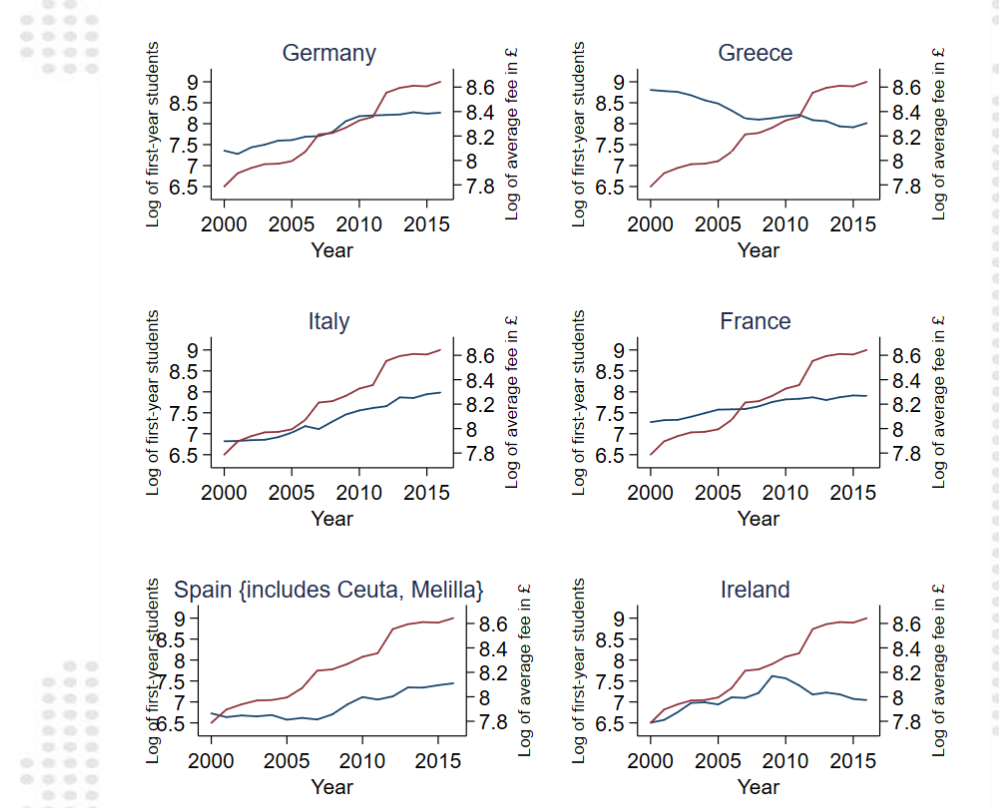 Germany
Log of first-year students
9
8.5
8
7.5
7
6.5
8.6
8.4
8.2
8
7.8
Log of average fee in £
2000 2005 2010 2015
Year
Greece
Log of first-year students
9
8.5
8
7.5
7
6.5
8.6
8.4
8.2
8
7.8
Log of average fee in £
2000 2005 2010 2015
Year
Italy
Log of first-year students
9
8.5
8
7.5
7
6.5
8.6
8.4
8.2
8
7.8
Log of average fee in £
2000 2005 2010 2015
Year
France
Log of first-year students
9
8.5
8
7.5
7
6.5
8.6
8.4
8.2
8
7.8
Log of average fee in £
2000 2005 2010 2015
Year
Spain {includes Ceuta, Melilla}
Log of first-year students
9
8.5
8
7.5
7
6.5
8.6
8.4
8.2
8
7.8
Log of average fee in £
2000 2005 2010 2015
Year
Ireland
Log of first-year students
9
8.5
8
7.5
7
6.5
8.6
8.4
8.2
8
7.8
Log of average fee in £
2000 2005 2010 2015
Year